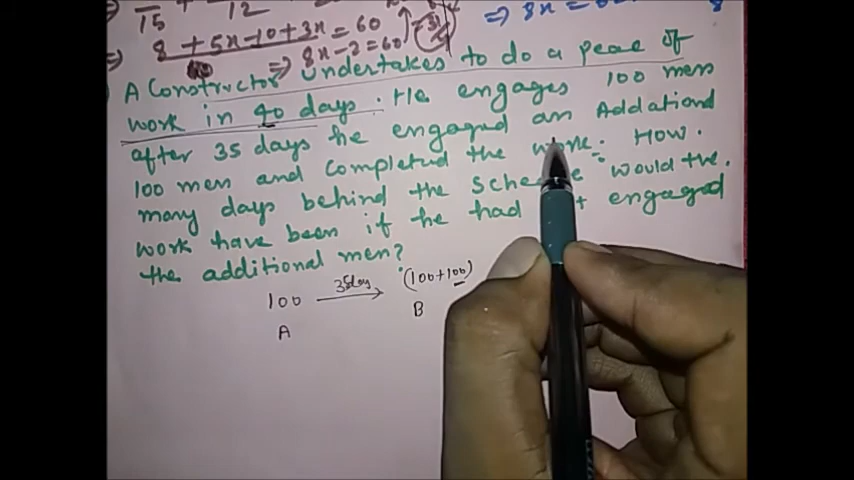 15 12
8 + 5x - 10 + 3x = 60
⇒ 8x - 2 = 60
⇒ 8x =
A Constructor undertakes to do a peace of
work in 40 days. He engages 100 mens
after 35 days he engaged an Addational
100 men and completed the work. How
many days behind the schedule would the
work have been if he had engaged
the additional men?
100 35day (100+100)
A B